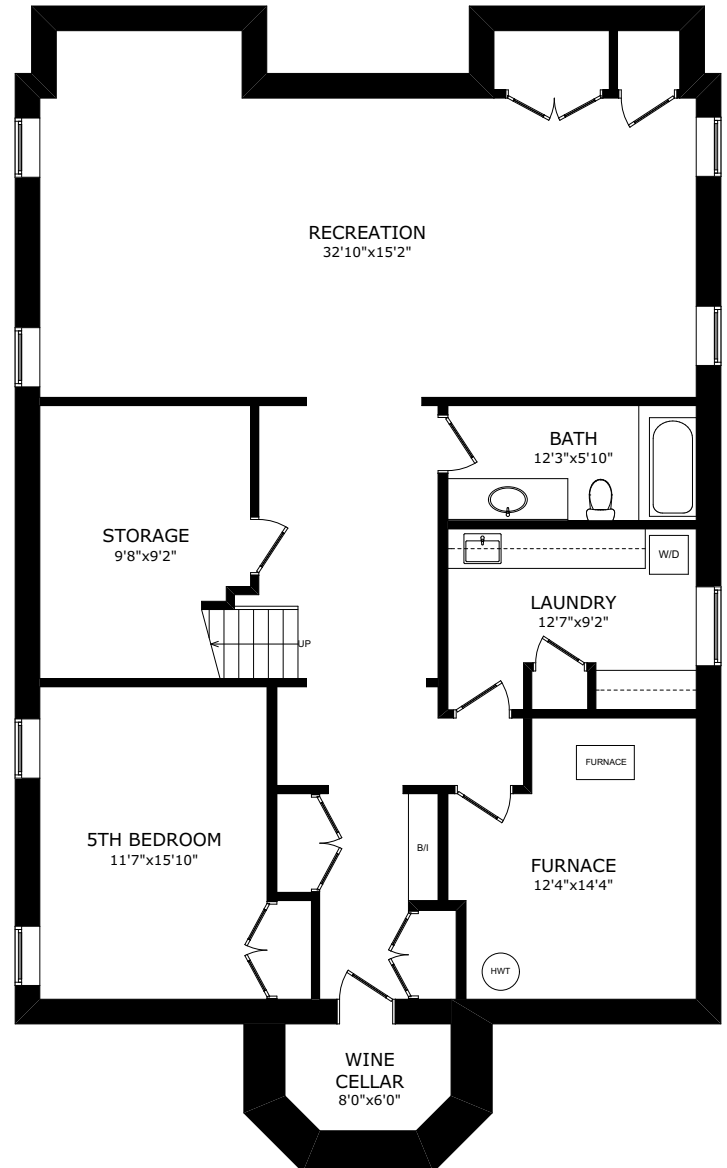 RECREATION
32'10"x15'2"
BATH
12'3"x5'10"
STORAGE
9'8"x9'2"
W/D
LAUNDRY
12'7"x9'2"
UP
FURNACE
5TH BEDROOM
11'7"x15'10"
B/I
FURNACE
12'4"x14'4"
HWT
WINE
CELLAR
8'0"x6'0"